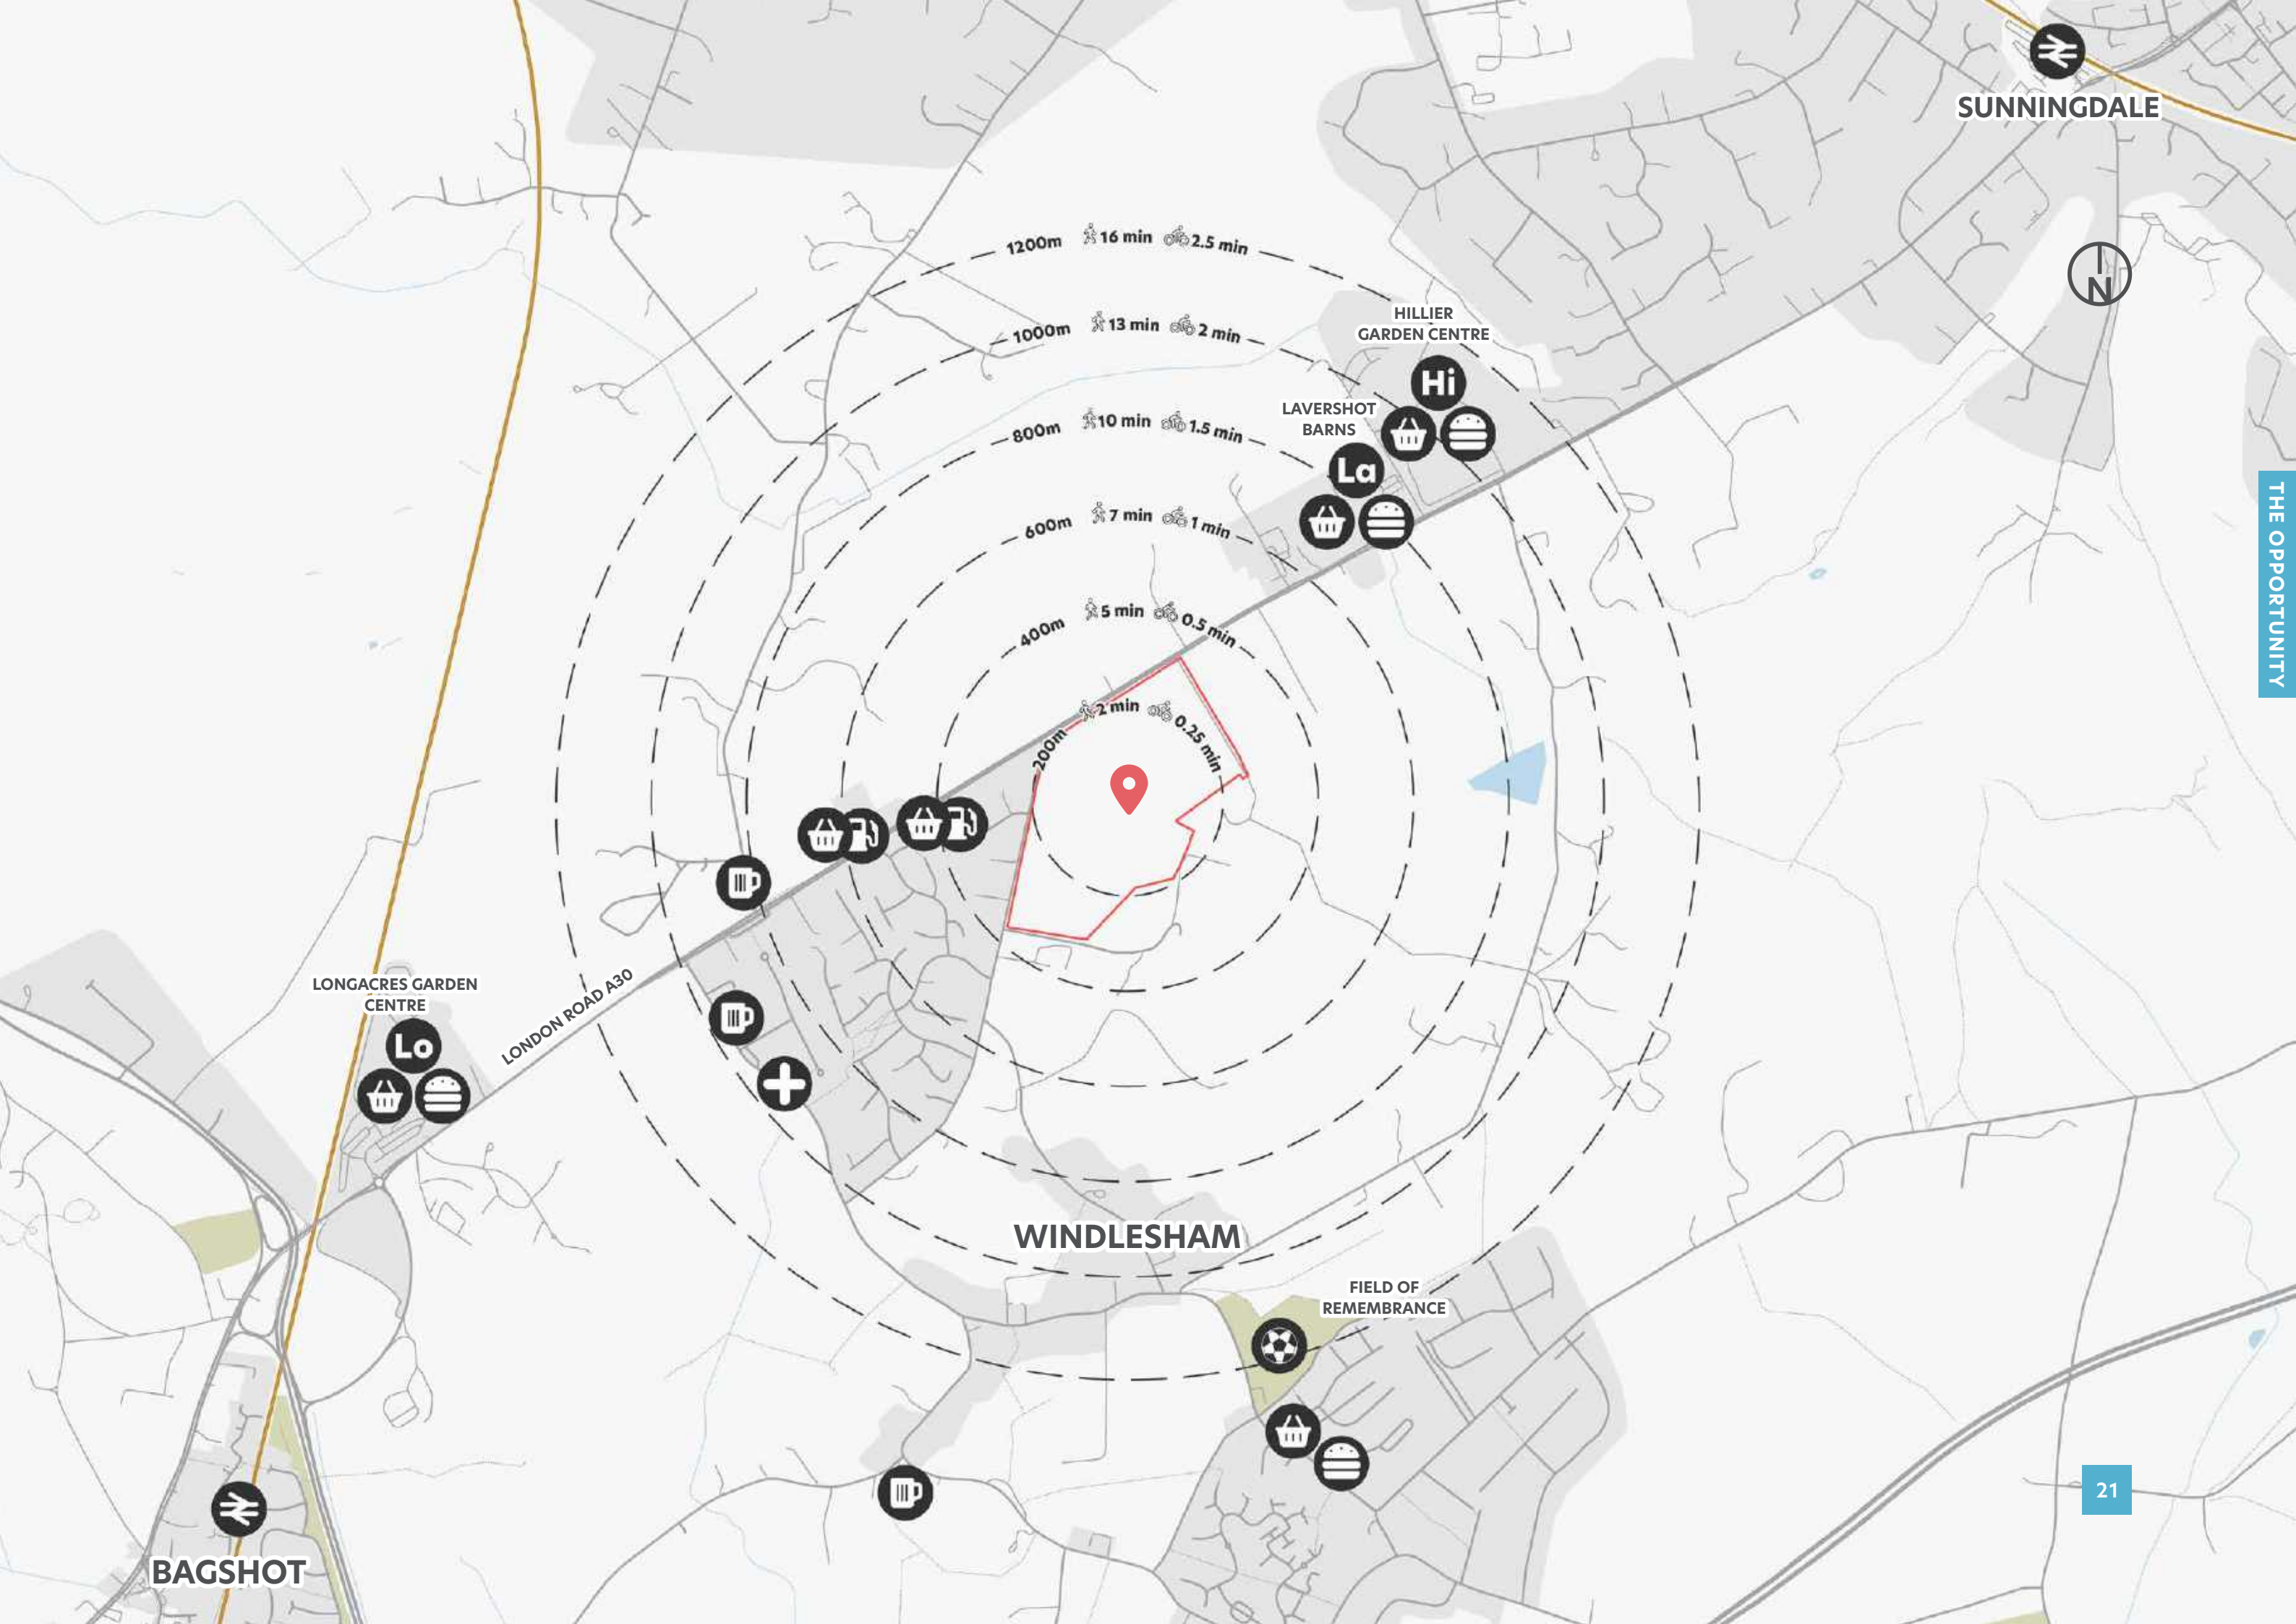 SUNNINGDALE
N
1200m 16 min 2.5 min
HILLIER
GARDEN CENTRE
1000m 13 min 2 min
Hi
LAVERSHOT
BARNS
800m 10 min 1.5 min
La
THE OPPORTUNITY
600m 7 min 1 min
400m 5 min 0.5 min
200m 2 min 0.25 min
LONGACRES GARDEN
CENTRE
LONDON ROAD A30
Lo
WINDLESHAM
FIELD OF
REMEMBRANCE
21
BAGSHOT